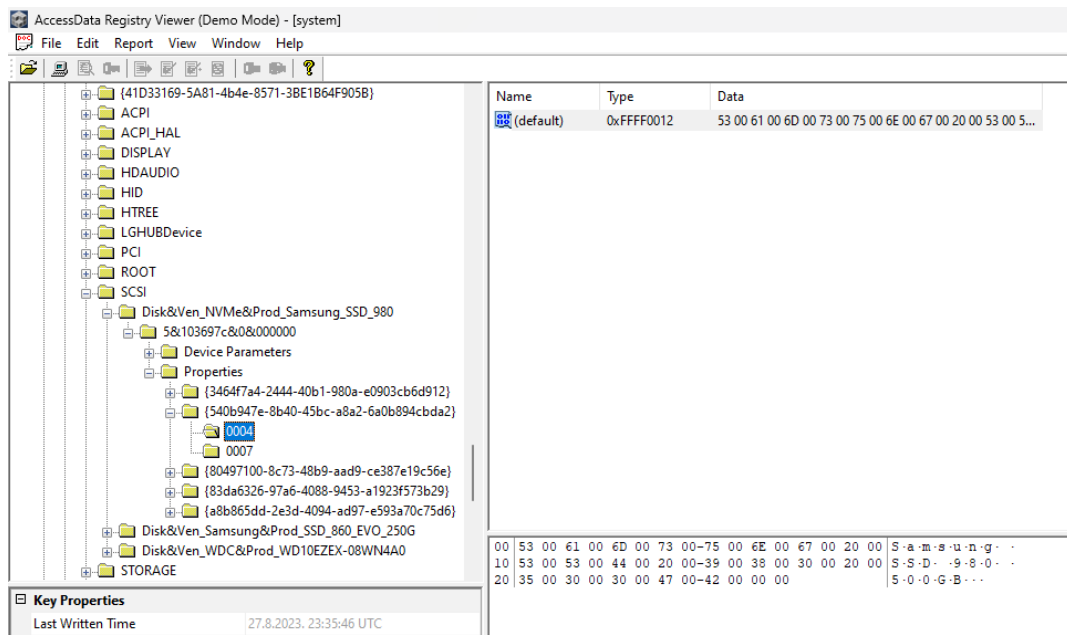 AccessData Registry Viewer (Demo Mode) - [system]
File Edit Report View Window Help
{41D33169-5A81-4b4e-8571-3BE1B64F905B}
ACPI
ACPI_HAL
DISPLAY
HDAUDIO
HID
HTREE
LGHUBDevice
PCI
ROOT
SCSI
Disk&Ven_NVMe&Prod_Samsung_SSD_980
5&103697c&0&000000
Device Parameters
Properties
{3464f7a4-2444-40b1-980a-e0903cb6d912}
{540b947e-8b40-45bc-a8a2-6a0b894cbda2}
0004
0007
{80497100-8c73-48b9-aad9-ce387e19c56e}
{83da6326-97a6-4088-9453-a1923f573b29}
{a8b865dd-2e3d-4094-ad97-e593a70c75d6}
Disk&Ven_Samsung&Prod_SSD_860_EVO_250G
Disk&Ven_WDC&Prod_WD10EZEX-08WN4A0
STORAGE
Key Properties
Last Written Time 27.8.2023. 23:35:46 UTC
Name Type Data
(default) 0xFFFF0012 53 00 61 00 6D 00 73 00 75 00 6E 00 67 00 20 00 53 00 5...
00 53 00 61 00 6D 00 73 00-75 00 6E 00 67 00 20 00 S·a·m·s·u·n·g· ·
10 53 00 53 00 44 00 20 00-39 00 38 00 30 00 20 00 S·S·D· ·9·8·0· ·
20 35 00 30 00 30 00 47 00-42 00 00 00 5·0·0·G·B···